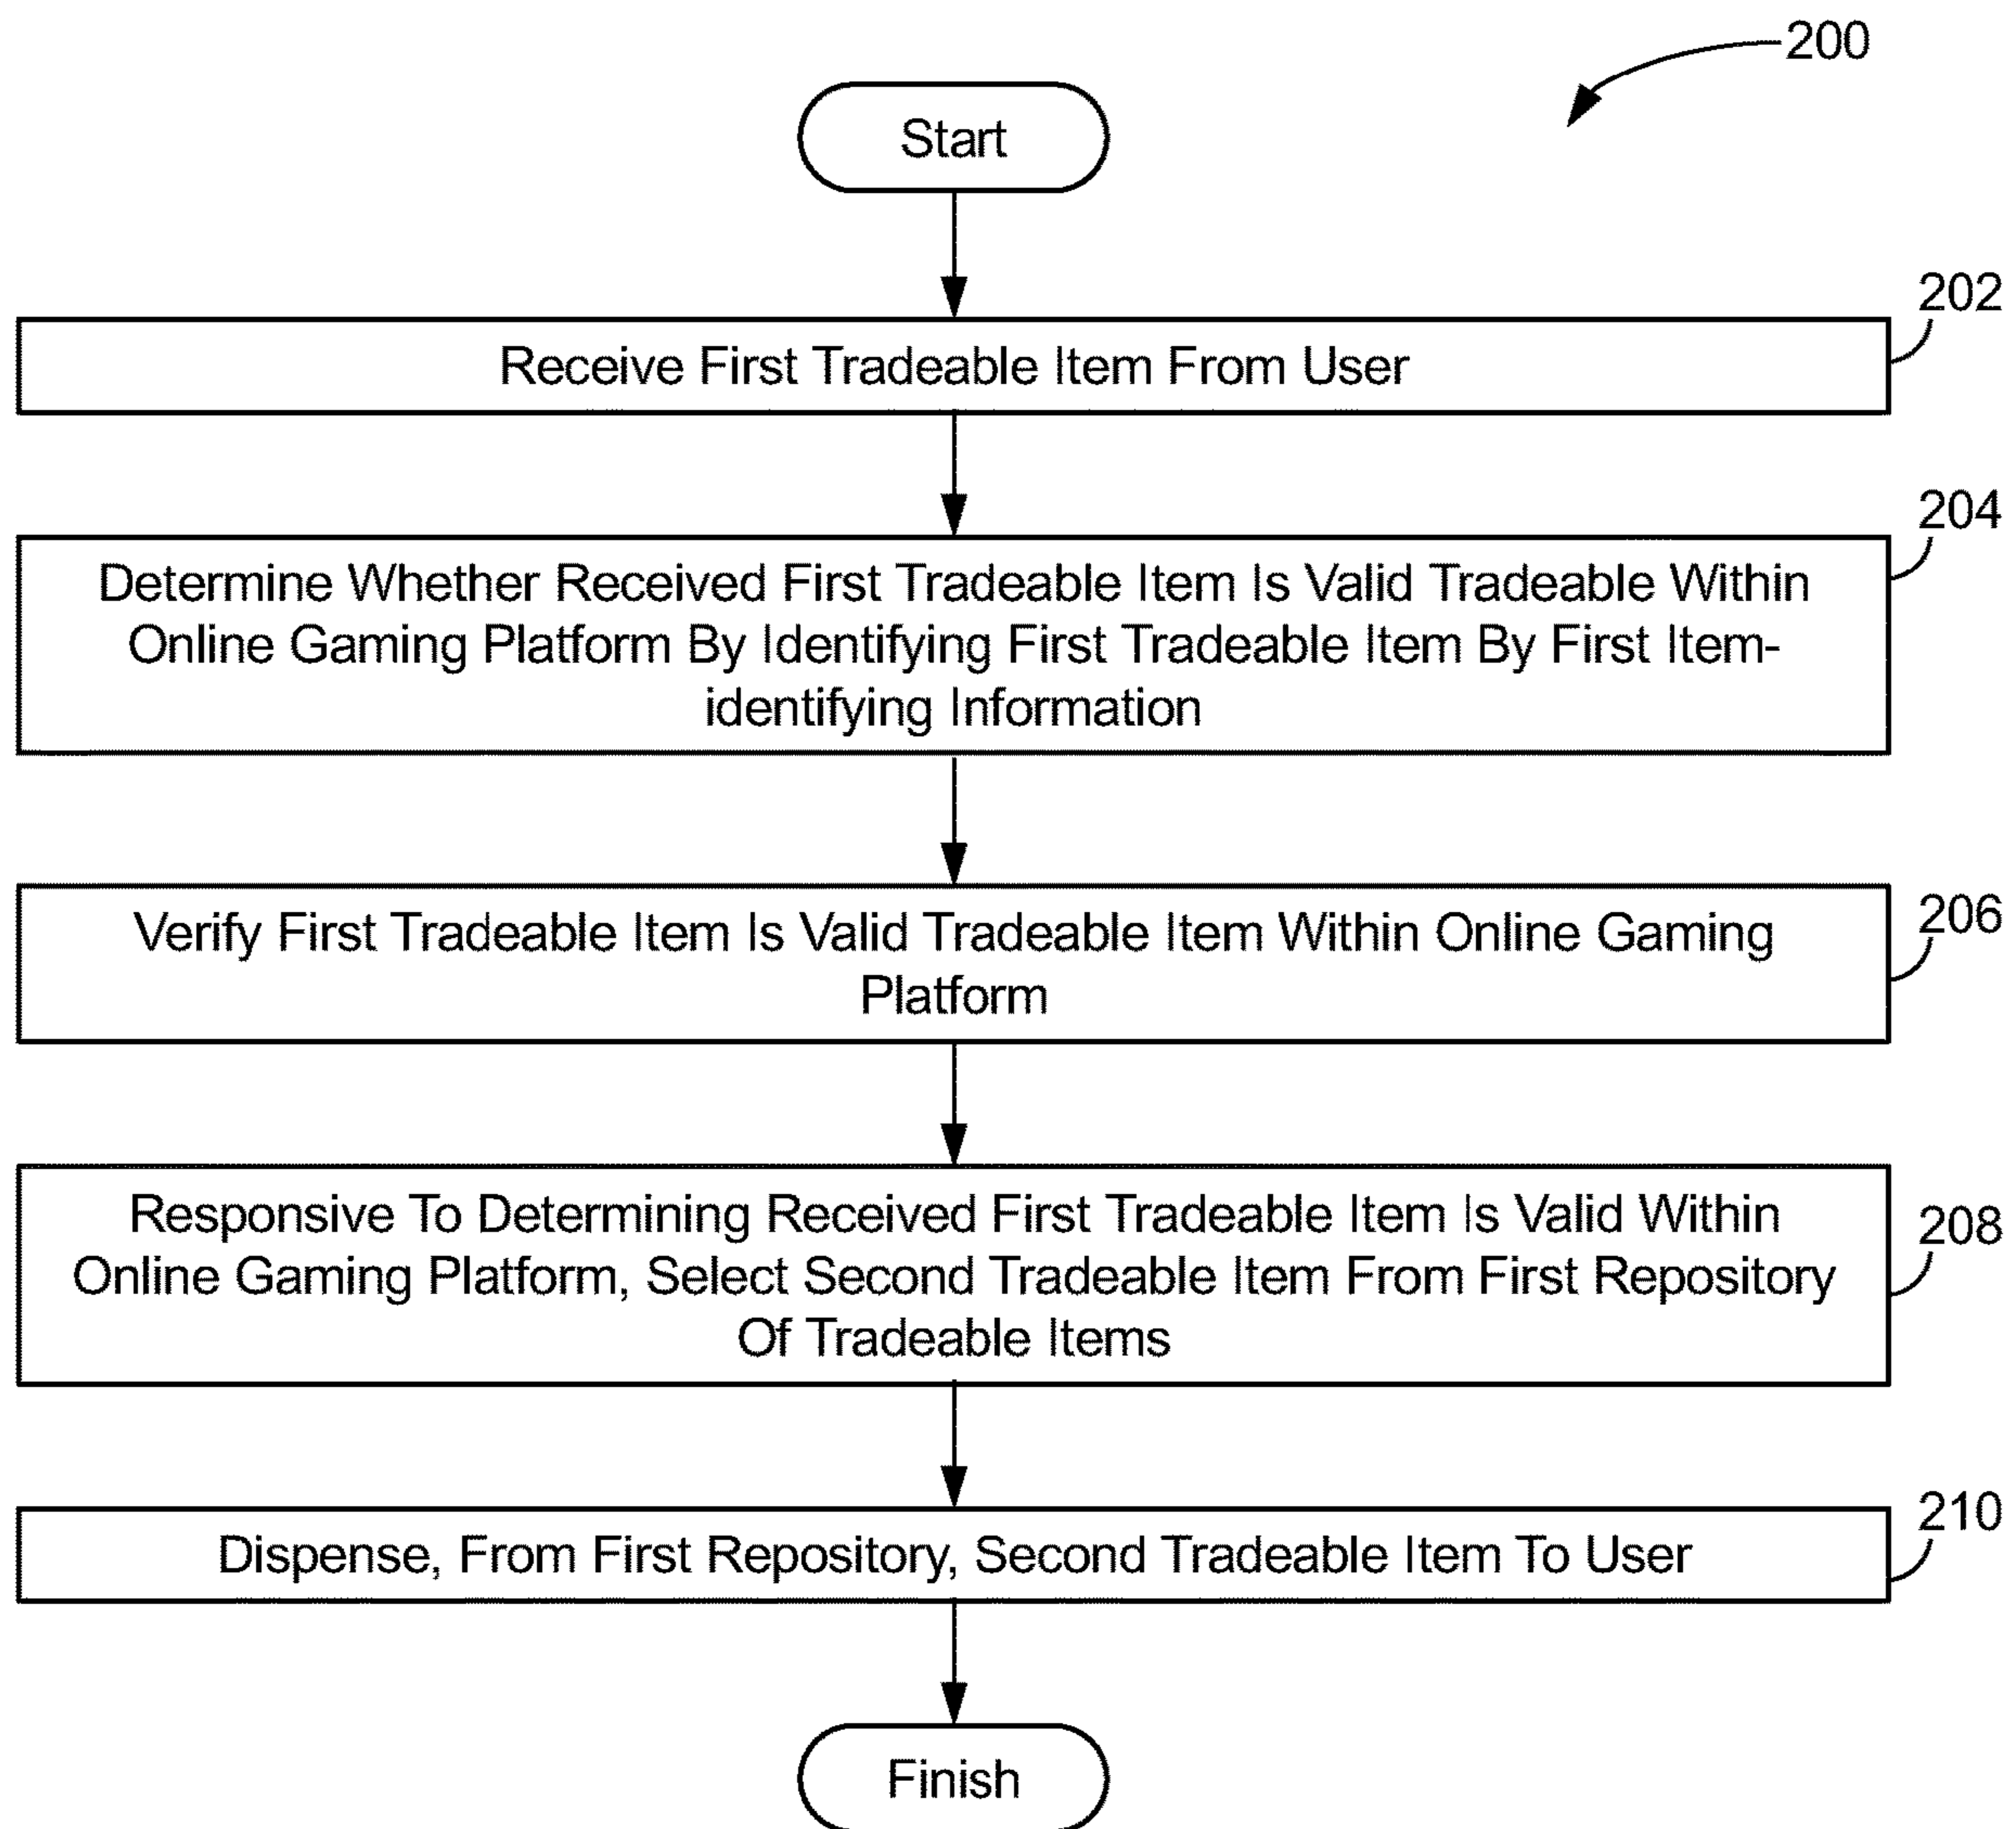 200
Start
202
Receive First Tradeable Item From User
204
Determine Whether Received First Tradeable Item Is Valid Tradeable Within
Online Gaming Platform By Identifying First Tradeable Item By First Item-
identifying Information
206
Verify First Tradeable Item Is Valid Tradeable Item Within Online Gaming
Platform
208
Responsive To Determining Received First Tradeable Item Is Valid Within
Online Gaming Platform, Select Second Tradeable Item From First Repository
Of Tradeable Items
210
Dispense, From First Repository, Second Tradeable Item To User
Finish